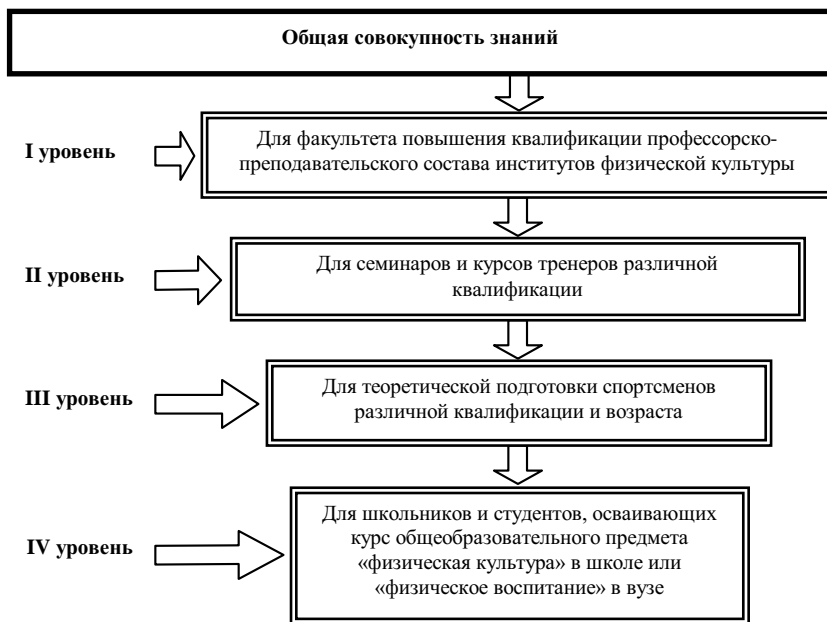 Общая совокупность знаний
I уровень
Для факультета повышения квалификации профессорско-
преподавательского состава институтов физической культуры
II уровень
Для семинаров и курсов тренеров различной
квалификации
III уровень
Для теоретической подготовки спортсменов
различной квалификации и возраста
IV уровень
Для школьников и студентов, осваивающих
курс общеобразовательного предмета
«физическая культура» в школе или
«физическое воспитание» в вузе